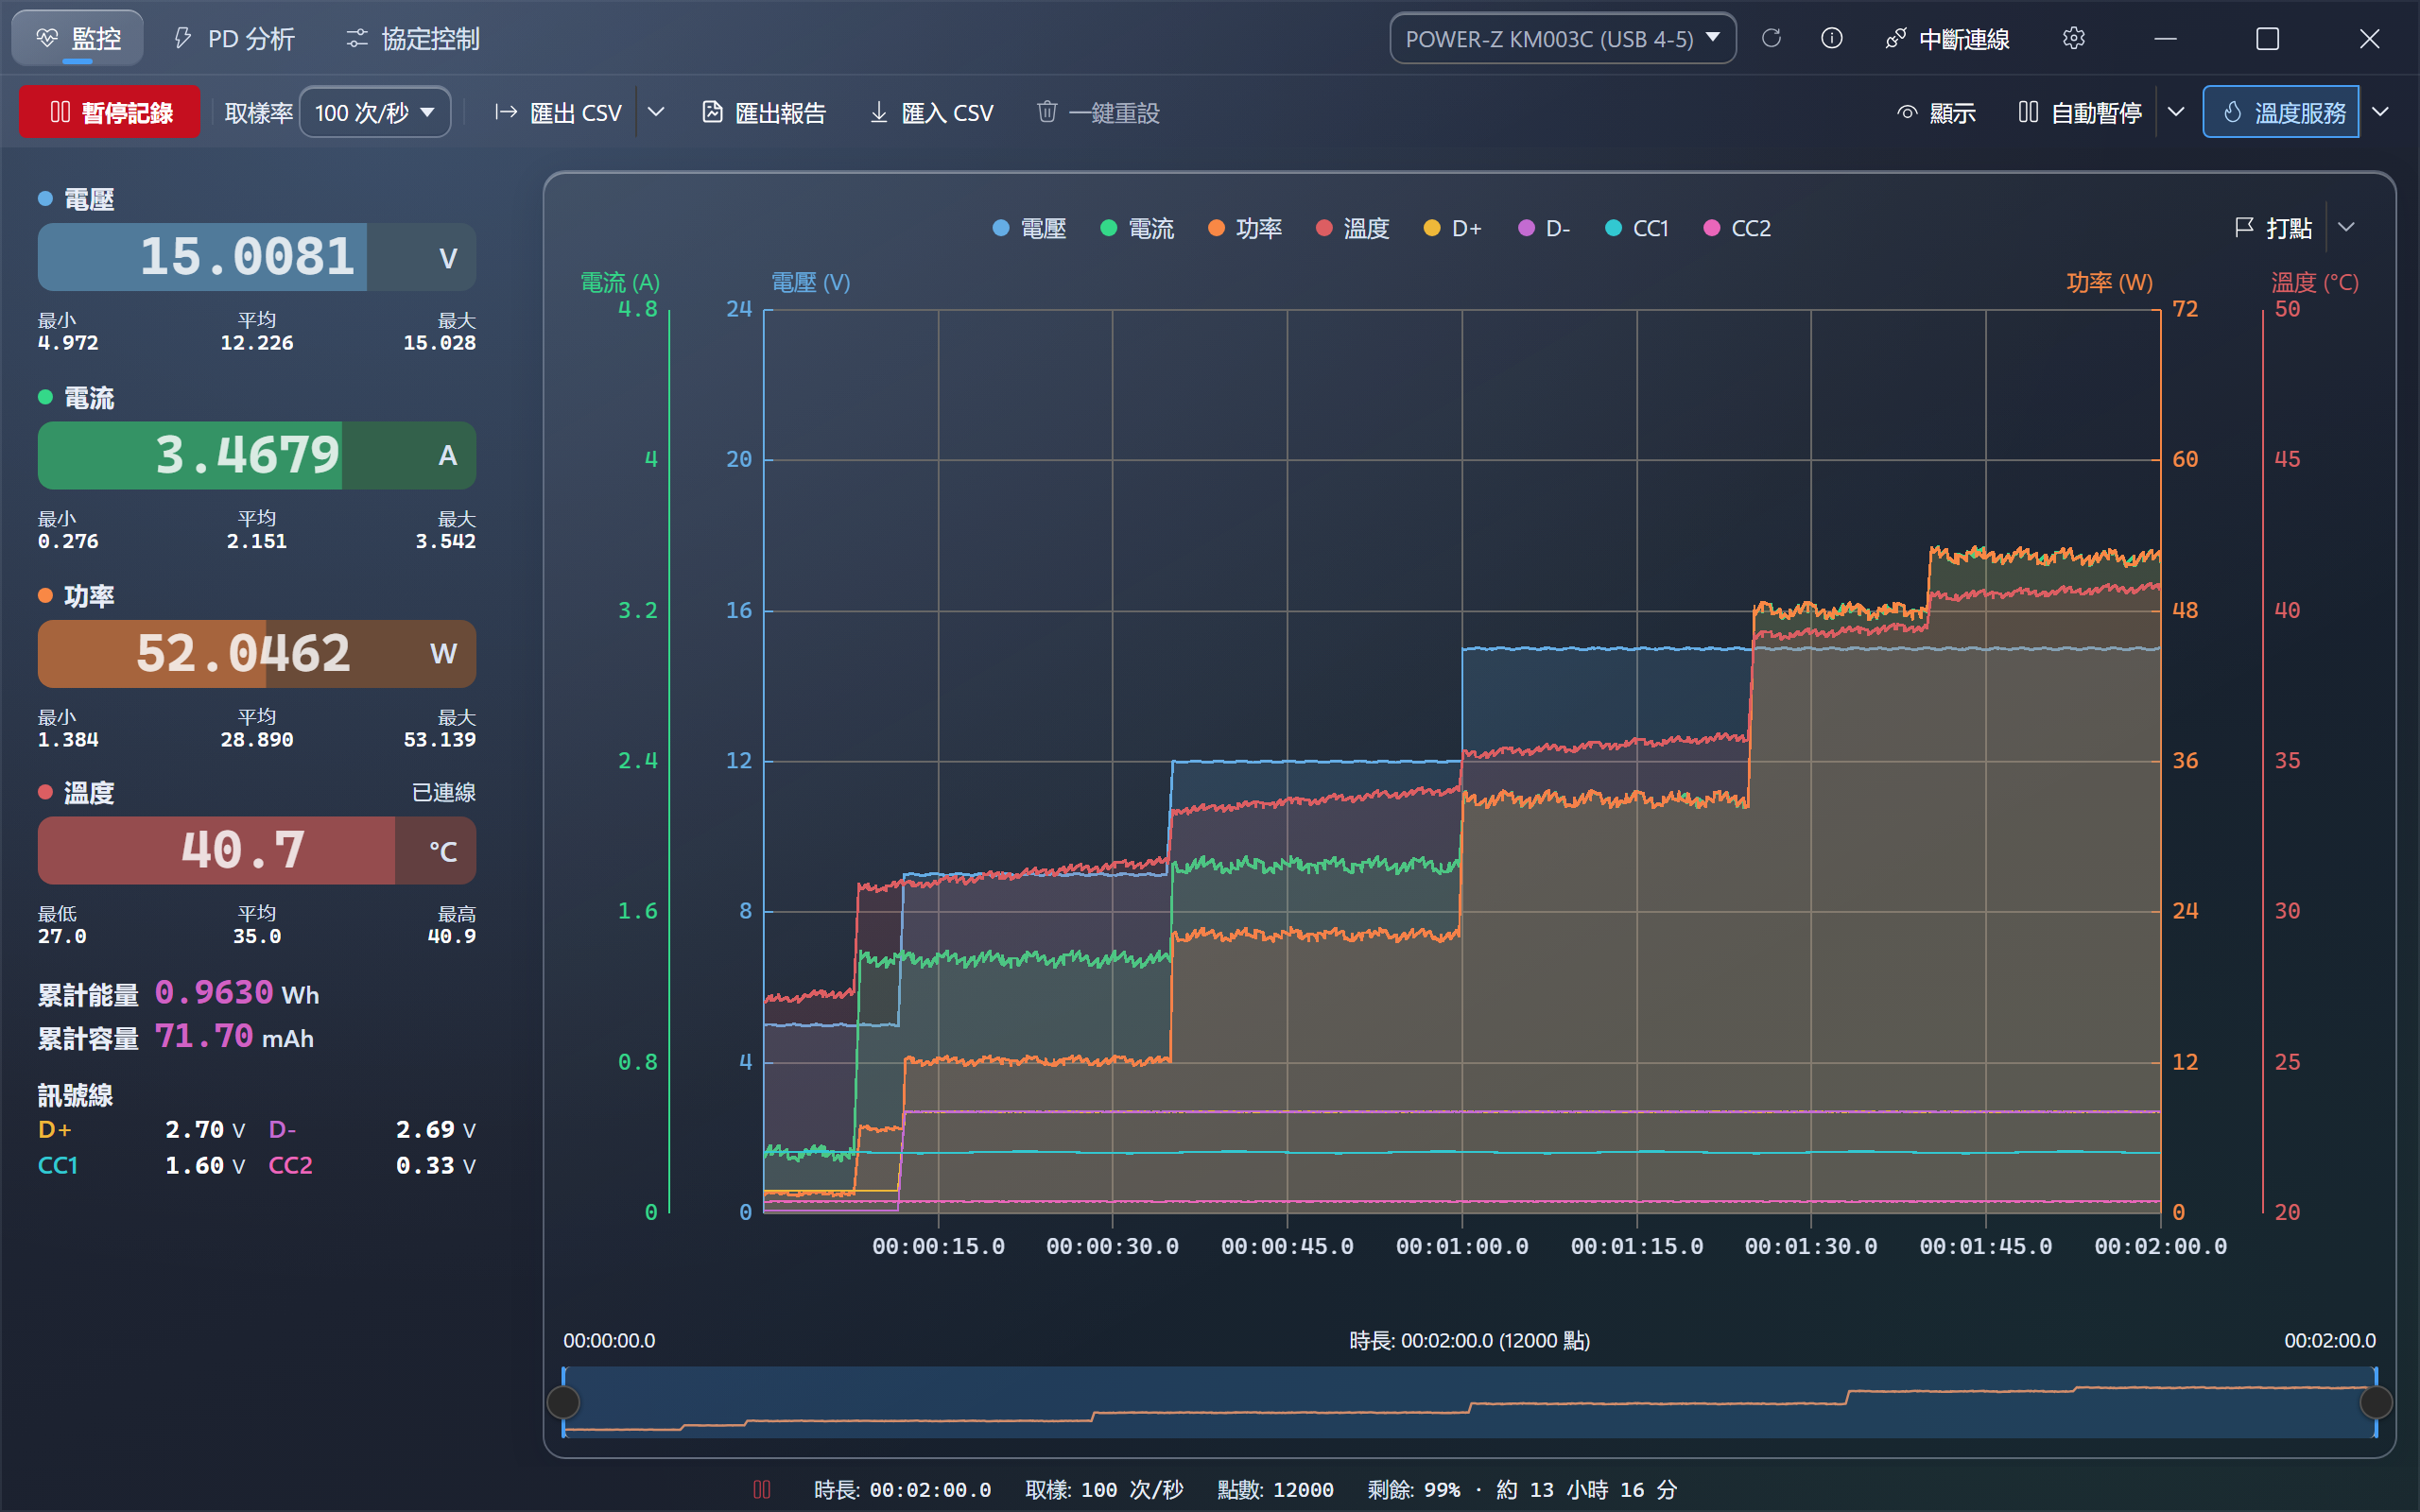 監控 PD 分析 協定控制 POWER-Z KM003C (USB 4-5) 中斷連線
暫停記錄 取樣率 100 次/秒 匯出 CSV 匯出報告 匯入 CSV 一鍵重設 顯示 自動暫停 溫度服務
電壓
15.0081 V
最小 平均 最大
4.972 12.226 15.028
電流
3.4679 A
最小 平均 最大
0.276 2.151 3.542
功率
52.0462 W
最小 平均 最大
1.384 28.890 53.139
溫度 已連線
40.7 °C
最低 平均 最高
27.0 35.0 40.9
累計能量 0.9630 Wh
累計容量 71.70 mAh
訊號線
D+ 2.70 V D- 2.69 V
CC1 1.60 V CC2 0.33 V
電壓 電流 功率 溫度 D+ D- CC1 CC2 打點
電流 (A) 電壓 (V) 功率 (W) 溫度 (°C)
4.8 24 72 50
4 20 60 45
3.2 16 48 40
2.4 12 36 35
1.6 8 24 30
0.8 4 12 25
0 0 0 20
00:00:15.0 00:00:30.0 00:00:45.0 00:01:00.0 00:01:15.0 00:01:30.0 00:01:45.0 00:02:00.0
00:00:00.0 時長: 00:02:00.0 (12000 點) 00:02:00.0
時長: 00:02:00.0 取樣: 100 次/秒 點數: 12000 剩餘: 99% · 約 13 小時 16 分